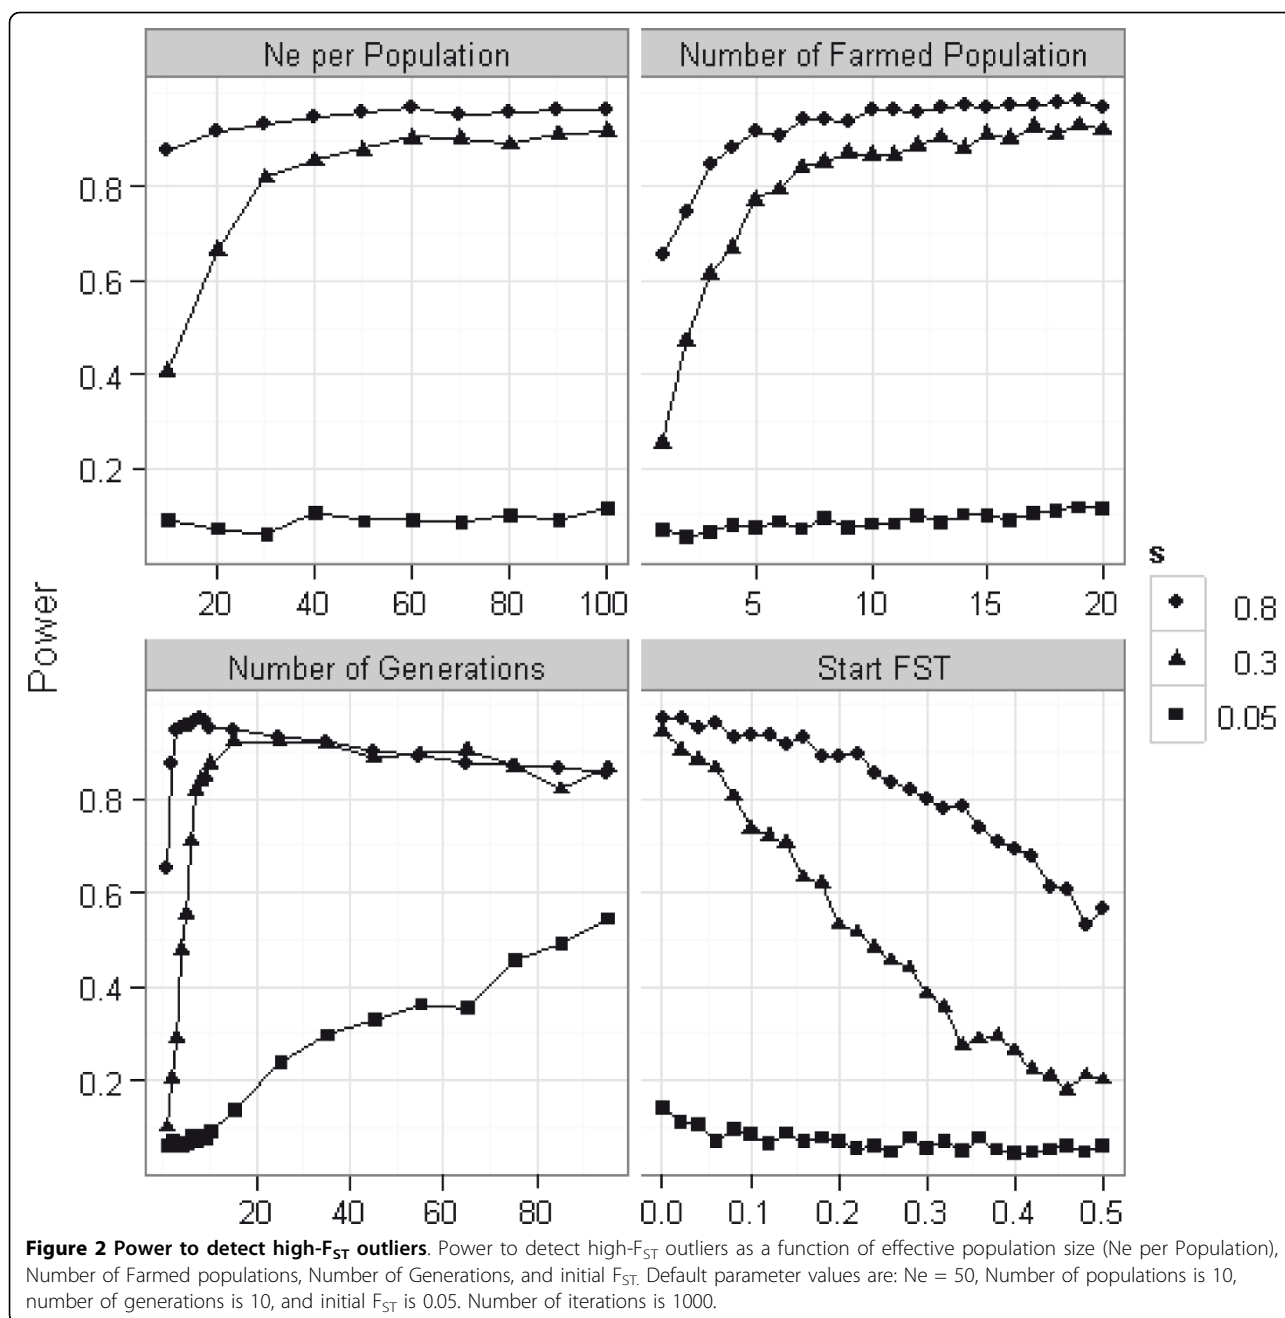 Ne per Population
Number of Farmed Population
0.8
0.6
0.4
0.2
20 40 60 80 100
5 10 15 20
Power
s
0.8
0.3
0.05
Number of Generations
Start FST
0.8
0.6
0.4
0.2
20 40 60 80
0.0 0.1 0.2 0.3 0.4 0.5
Figure 2 Power to detect high-FST outliers. Power to detect high-FST outliers as a function of effective population size (Ne per Population),
Number of Farmed populations, Number of Generations, and initial FST. Default parameter values are: Ne = 50, Number of populations is 10,
number of generations is 10, and initial FST is 0.05. Number of iterations is 1000.